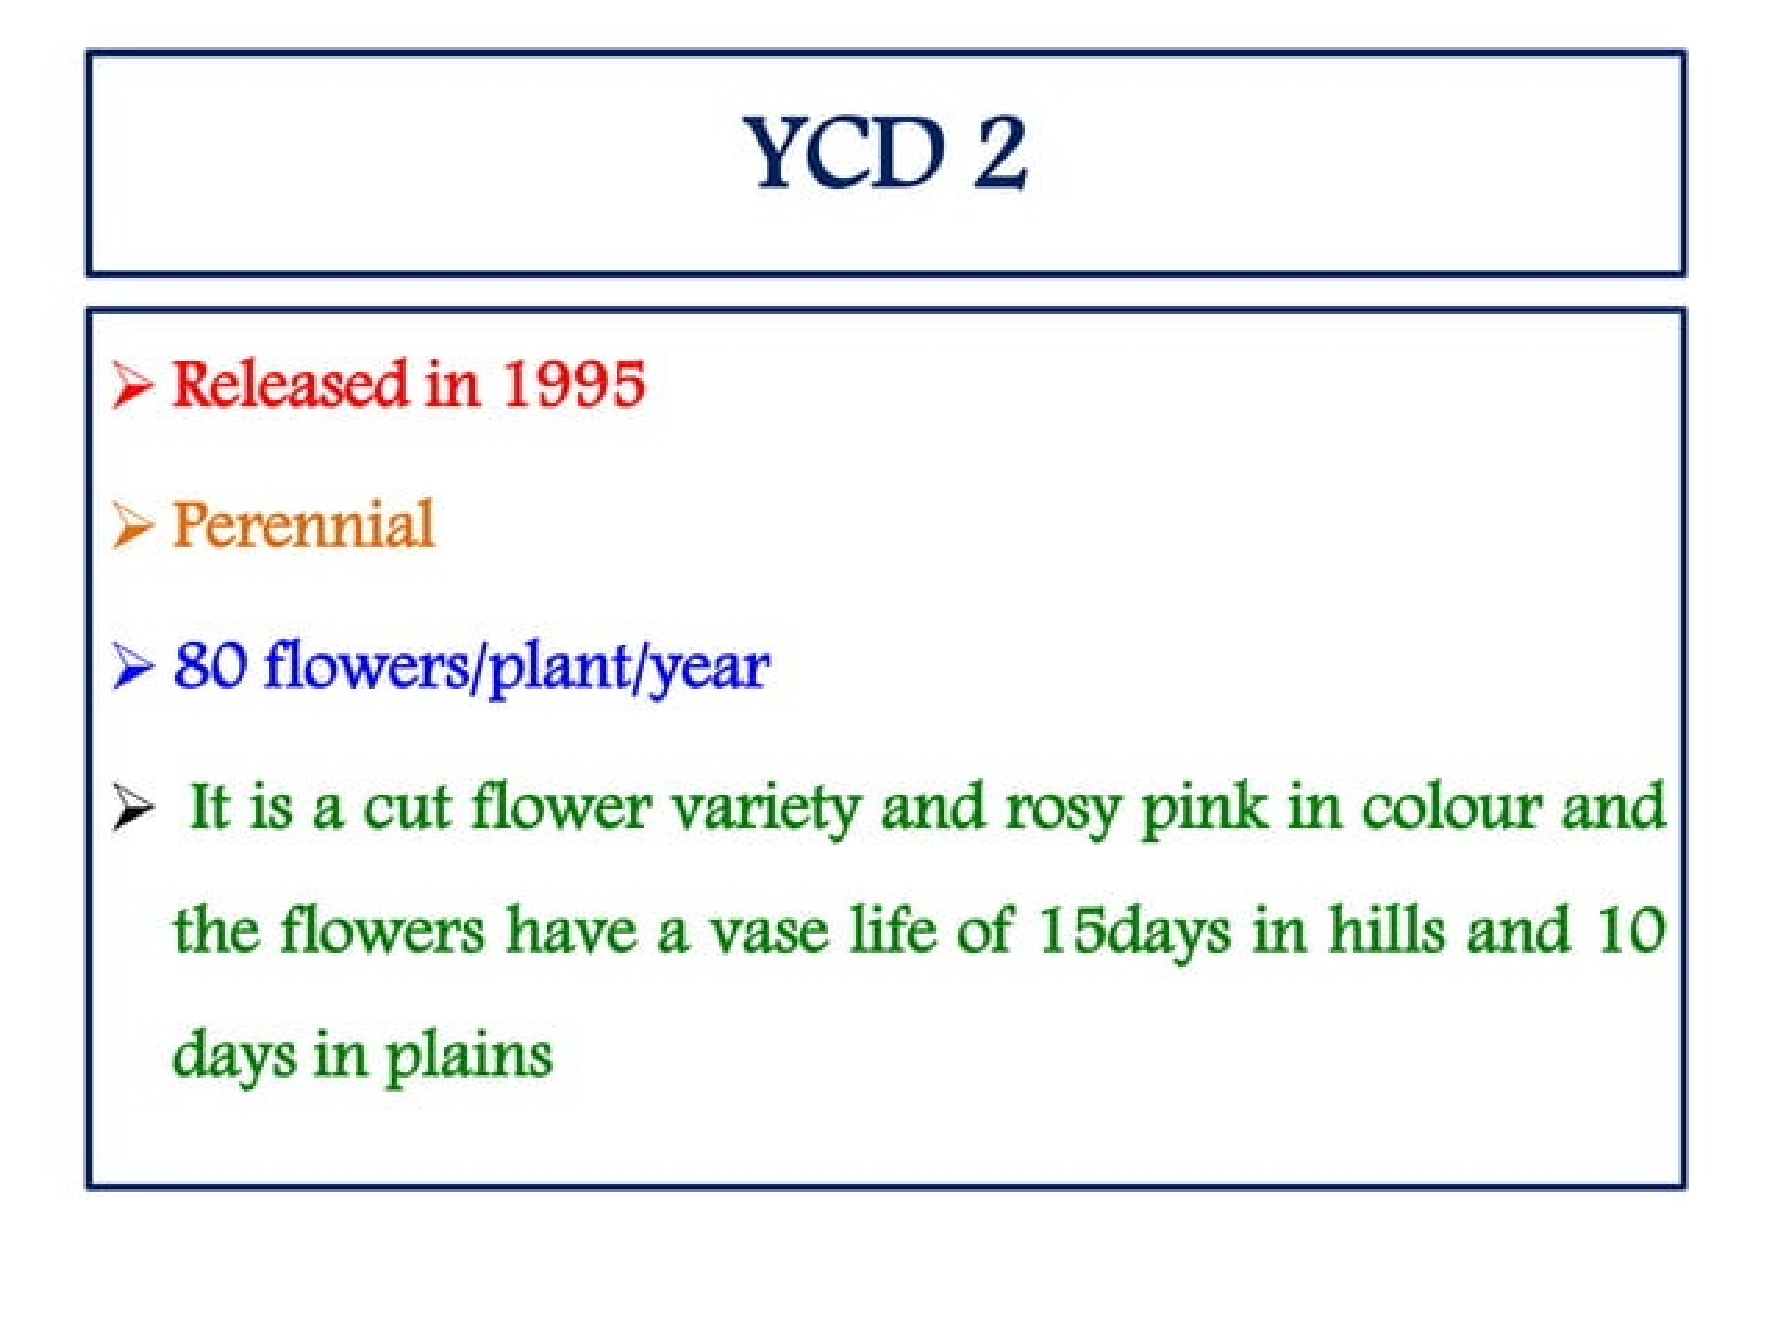 YCD 2
➢ Released in 1995
➢ Perennial
➢ 80 flowers/plant/year
➢ It is a cut flower variety and rosy pink in colour and
the flowers have a vase life of 15days in hills and 10
days in plains